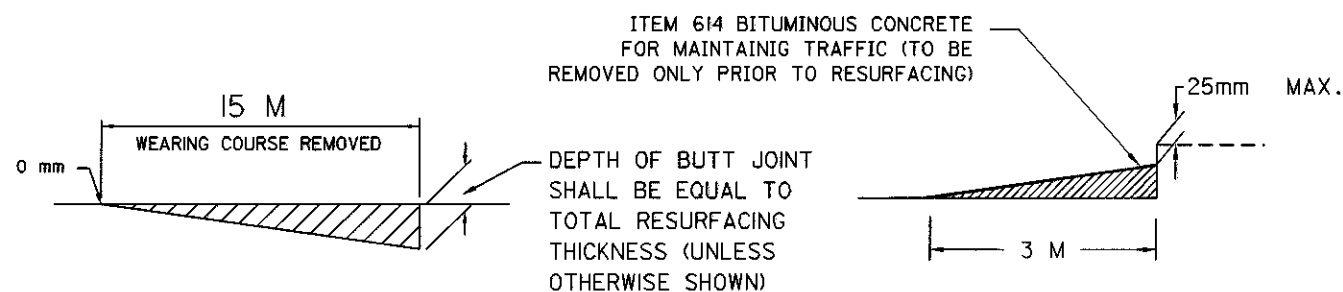 ITEM 614 BITUMINOUS CONCRETE
FOR MAINTAINIG TRAFFIC (TO BE
REMOVED ONLY PRIOR TO RESURFACING)
25mm MAX.
15 M
WEARING COURSE REMOVED
0 mm
DEPTH OF BUTT JOINT
SHALL BE EQUAL TO
TOTAL RESURFACING
THICKNESS (UNLESS
OTHERWISE SHOWN)
3 M